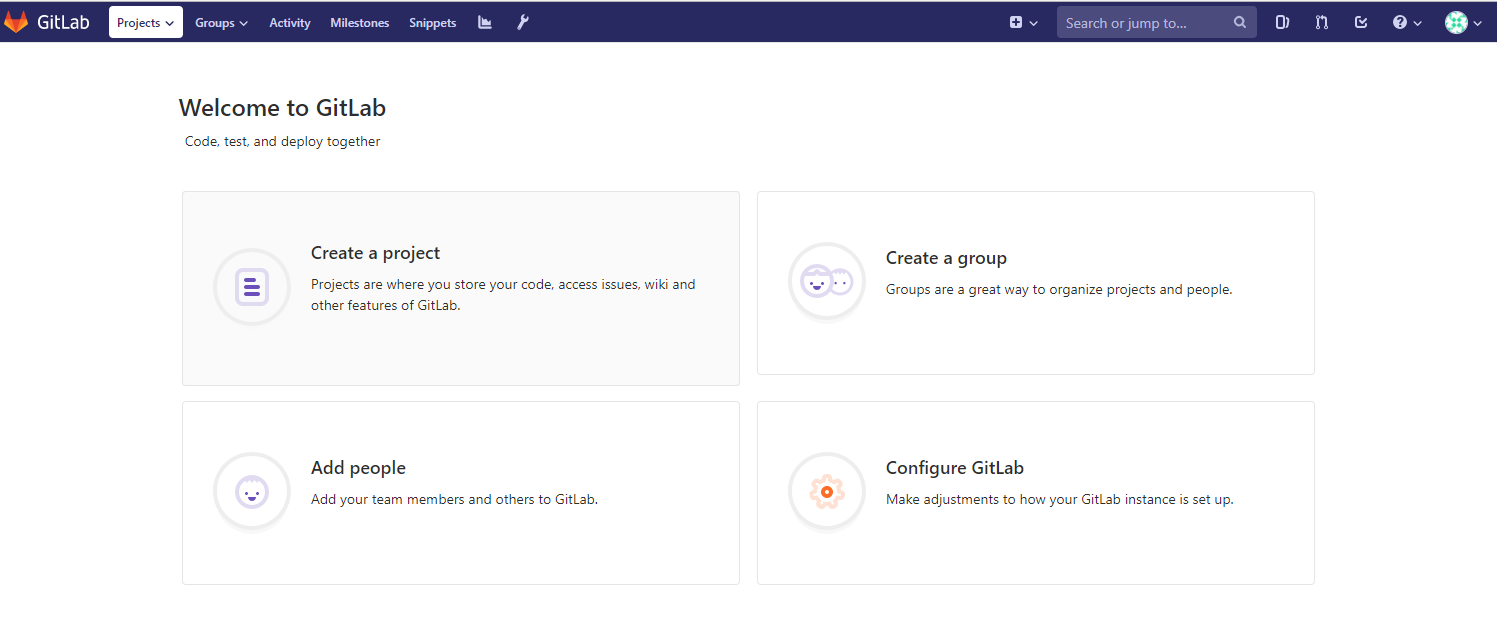 GitLab Projects Groups Activity Milestones Snippets Search or jump to...
Welcome to GitLab
Code, test, and deploy together
Create a project
Projects are where you store your code, access issues, wiki and
other features of GitLab.
Create a group
Groups are a great way to organize projects and people.
Add people
Add your team members and others to GitLab.
Configure GitLab
Make adjustments to how your GitLab instance is set up.